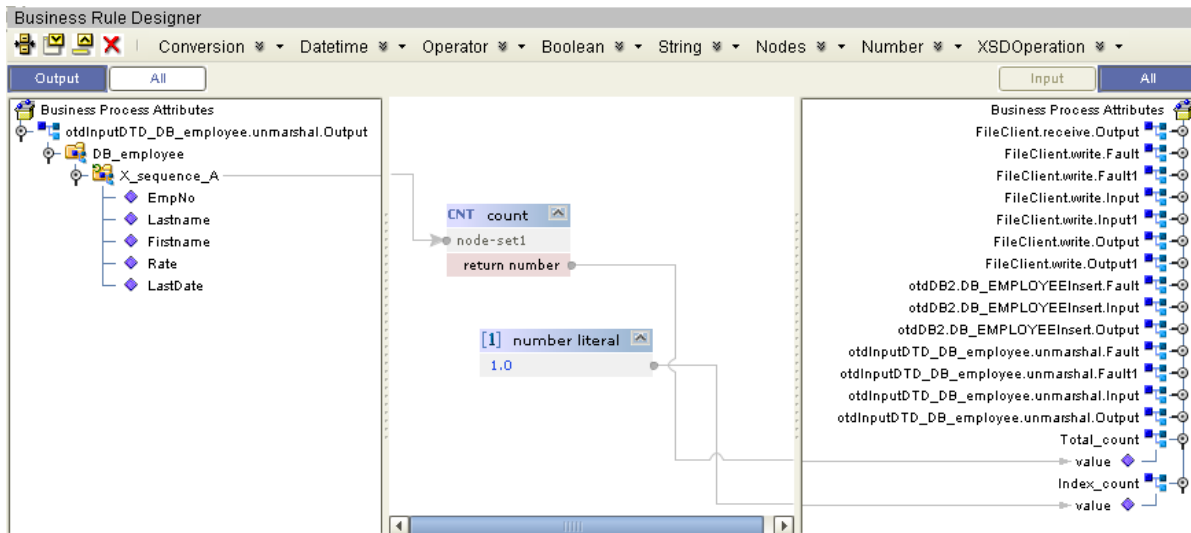 Business Rule Designer
Conversion Datetime Operator Boolean String Nodes Number XSDOperation
Output All Input All
Business Process Attributes
otdInputDTD_DB_employee.unmarshal.Output
DB_employee
X_sequence_A
EmpNo
Lastname
Firstname
Rate
LastDate
CNT count
node-set1
return number
[1] number literal
1.0
Business Process Attributes
FileClient.receive.Output
FileClient.write.Fault
FileClient.write.Fault1
FileClient.write.Input
FileClient.write.Input1
FileClient.write.Output
FileClient.write.Output1
otdDB2.DB_EMPLOYEEInsert.Fault
otdDB2.DB_EMPLOYEEInsert.Input
otdDB2.DB_EMPLOYEEInsert.Output
otdInputDTD_DB_employee.unmarshal.Fault
otdInputDTD_DB_employee.unmarshal.Fault1
otdInputDTD_DB_employee.unmarshal.Input
otdInputDTD_DB_employee.unmarshal.Output
Total_count
value
Index_count
value